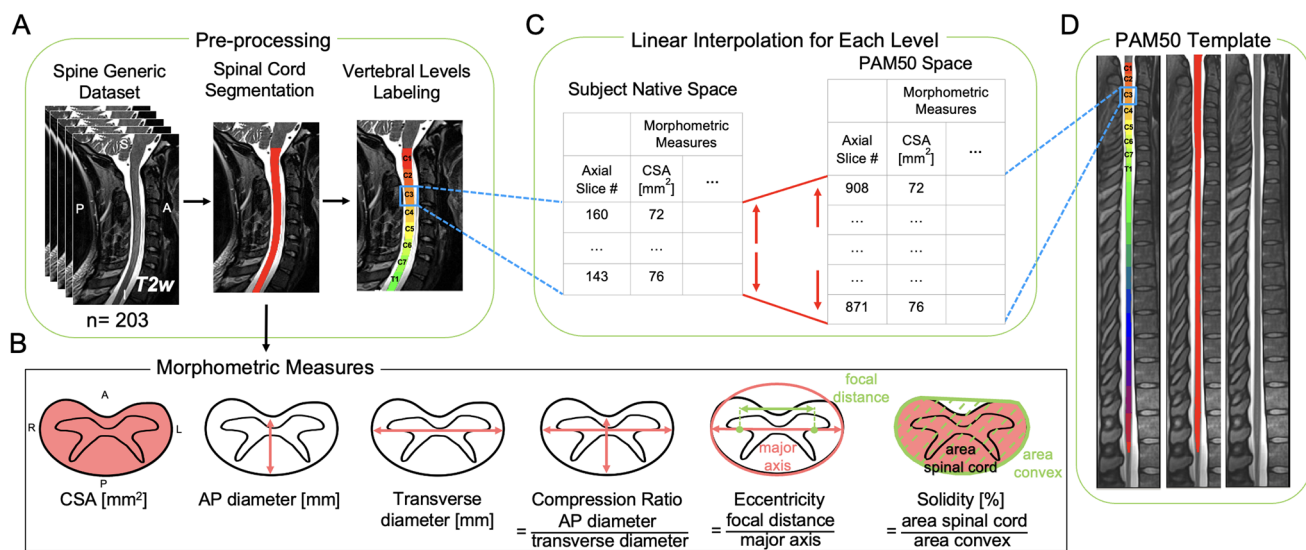 A
Pre-processing
Spine Generic
Dataset
Spinal Cord
Segmentation
Vertebral Levels
Labeling
S
P
A
I
T2w
n= 203
C1
C2
C3
C4
C5
C6
C7
T1
C
Linear Interpolation for Each Level
Subject Native Space
Morphometric
Measures
Axial
Slice #
CSA
[mm²]
...
160
72
...
...
143
76
PAM50 Space
Morphometric
Measures
Axial
Slice #
CSA
[mm²]
...
908
72
...
...
...
...
...
...
871
76
D
PAM50 Template
C1
C2
C3
C4
C5
C6
C7
T1
B
Morphometric Measures
A
R
L
P
CSA [mm²]
AP diameter [mm]
Transverse
diameter [mm]
Compression Ratio
= AP diameter
transverse diameter
focal
distance
major
axis
Eccentricity
= focal distance
major axis
area
spinal cord
area
convex
Solidity [%]
= area spinal cord
area convex